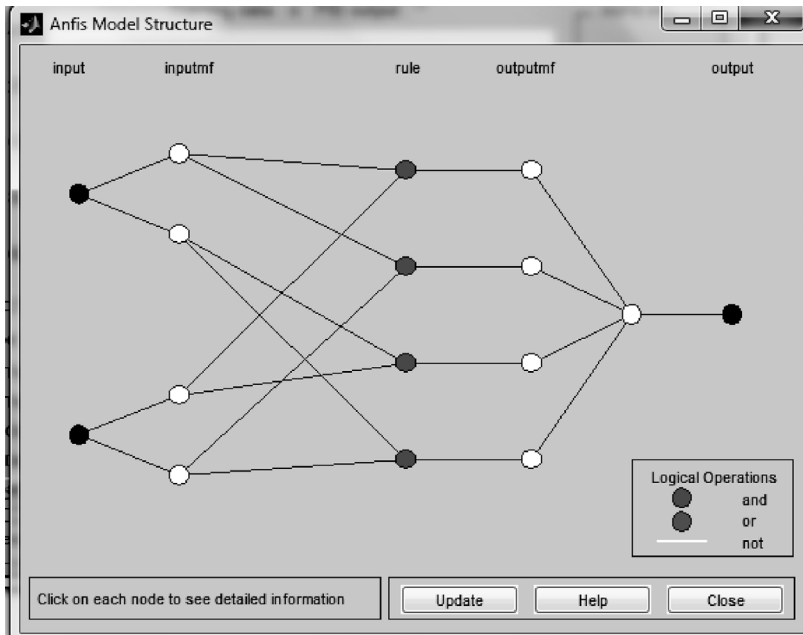 Anfis Model Structure
input inputmf rule outputmf output
Logical Operations
and
or
not
Click on each node to see detailed information
Update Help Close